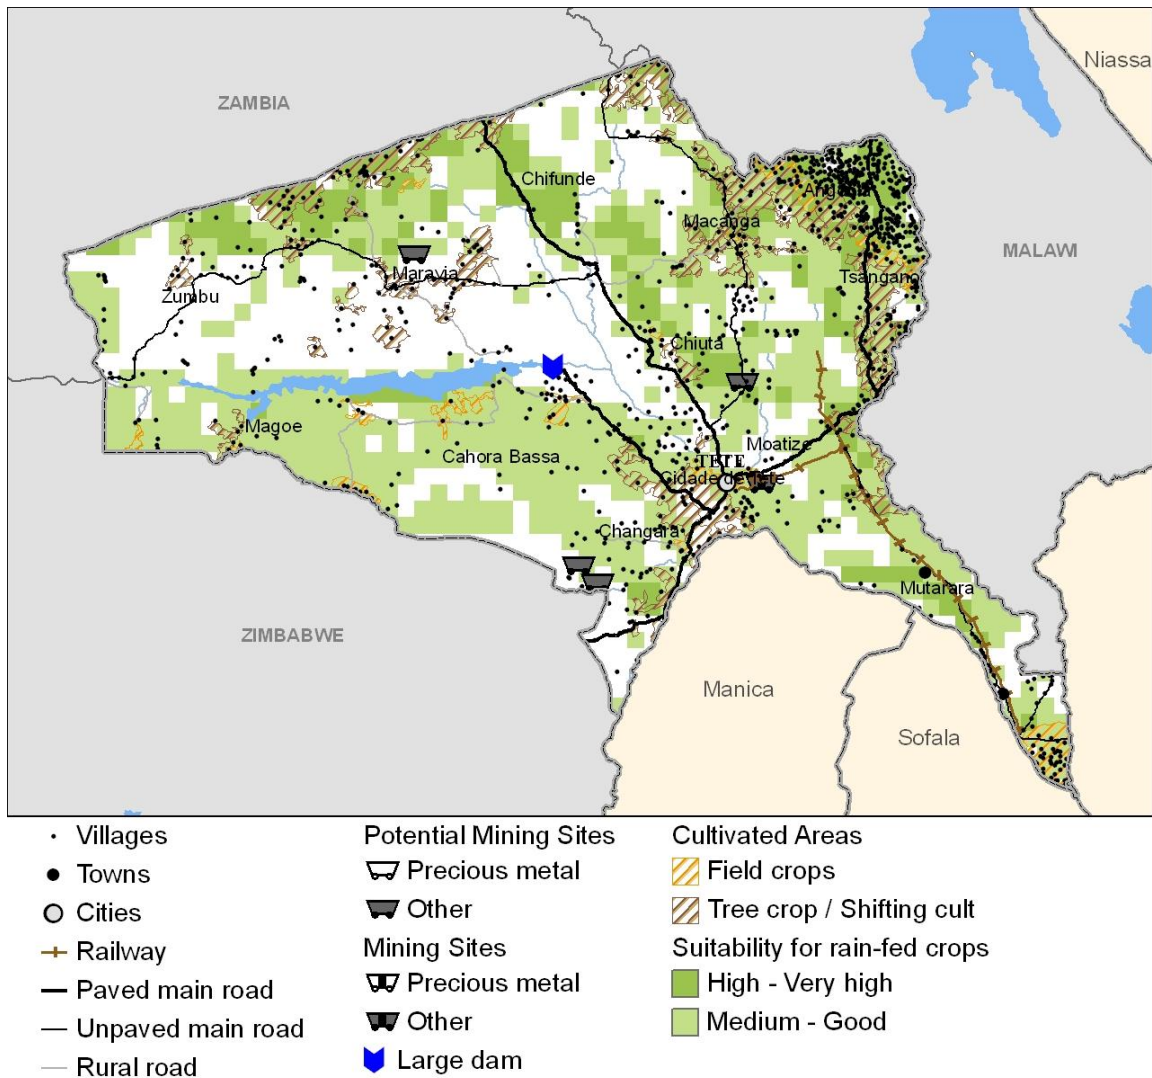 Niassa
ZAMBIA
Chifunde
Angonia
Macanga
MALAWI
Maravia
Tsangano
Zumbu
Chiuta
Magoe
Moatize
Cahora Bassa
TETE
Cidade de Tete
Changara
Mutarara
ZIMBABWE
Manica
Sofala
Villages
Towns
Cities
Railway
Paved main road
Unpaved main road
Rural road
Potential Mining Sites
Precious metal
Other
Mining Sites
Precious metal
Other
Large dam
Cultivated Areas
Field crops
Tree crop / Shifting cult
Suitability for rain-fed crops
High - Very high
Medium - Good